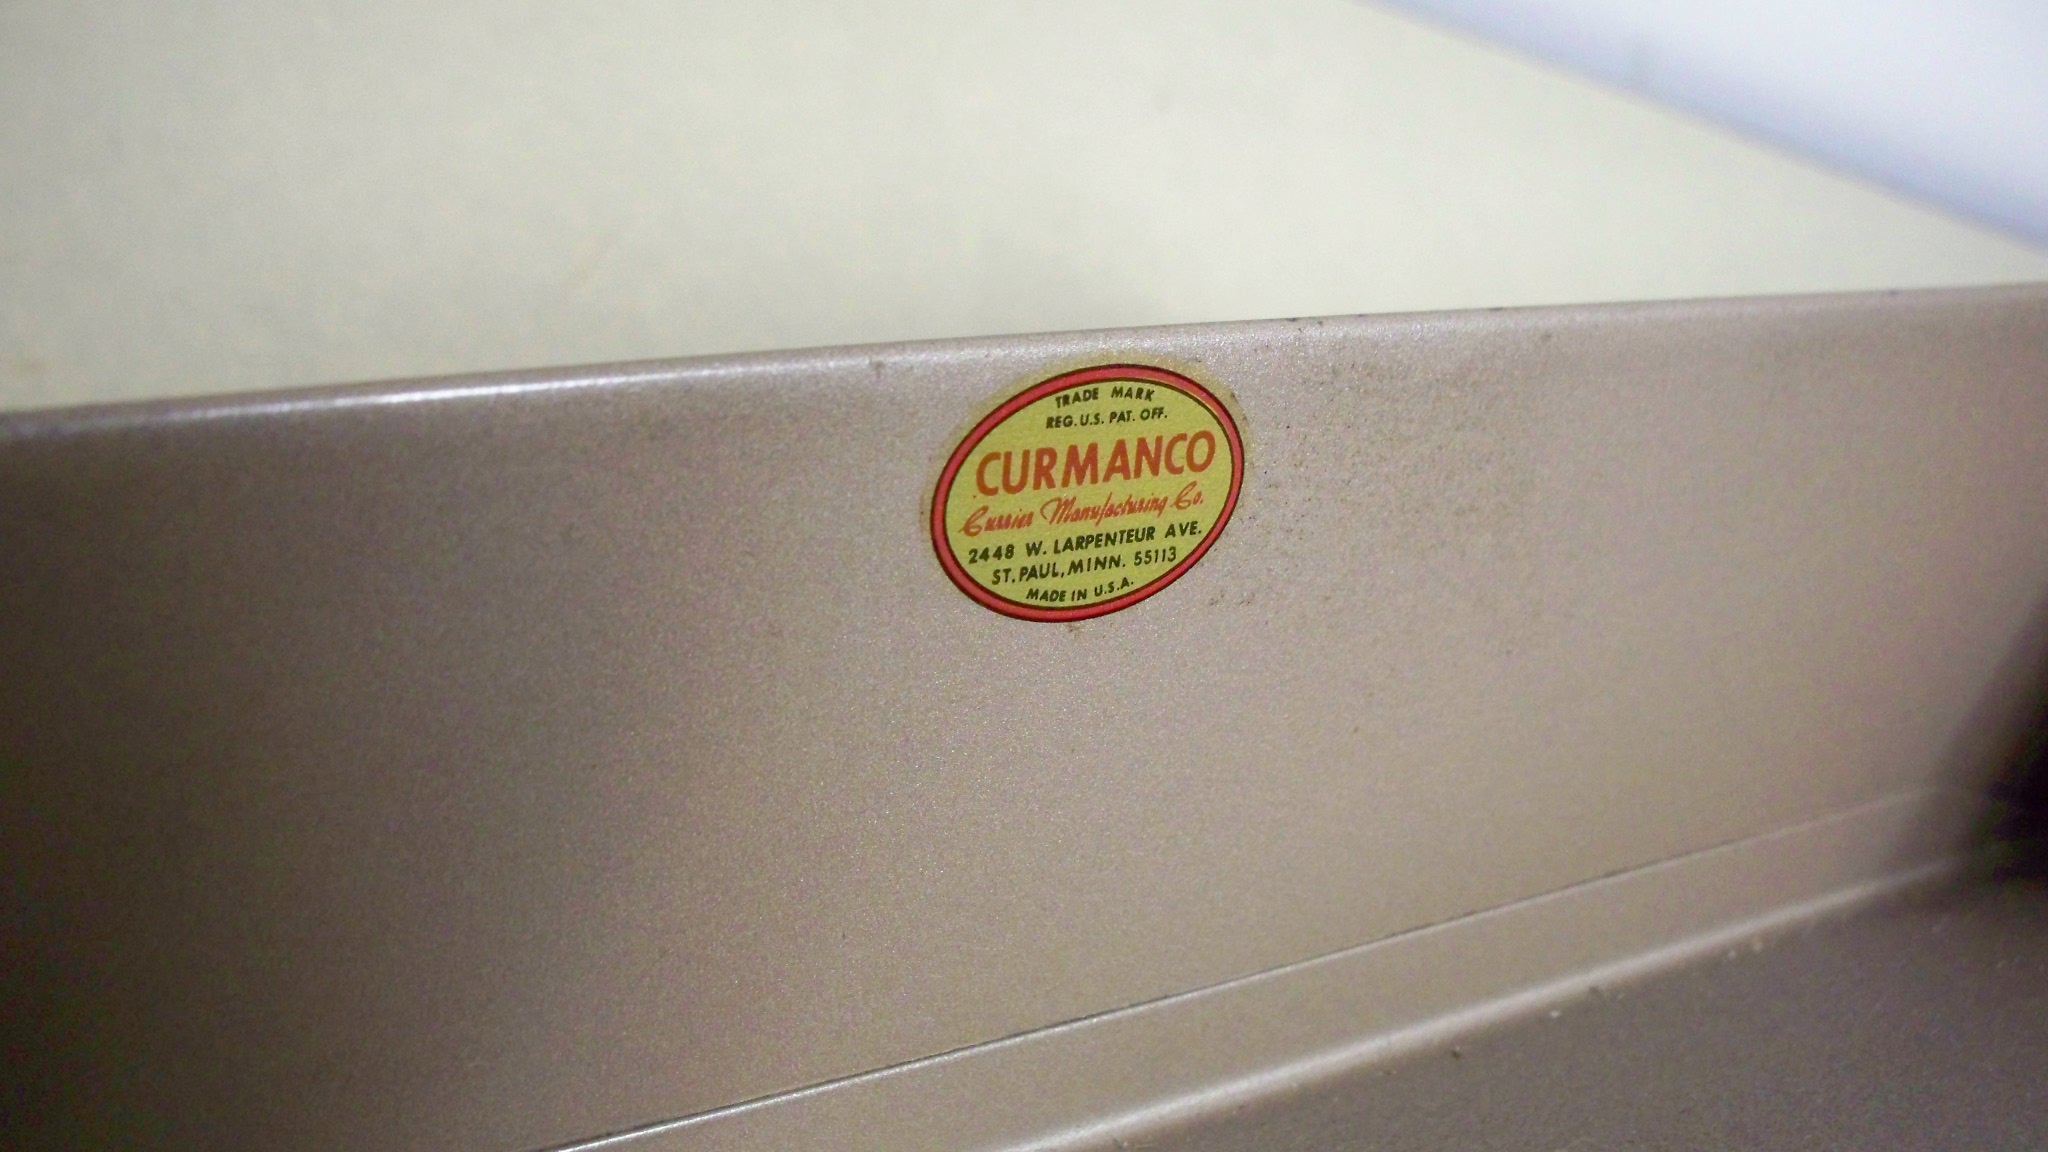 TRADE MARK
REG. U.S. PAT. OFF.
CURMANCO
Currier Manufacturing Co.
2448 W. LARPENTEUR AVE.
ST. PAUL, MINN. 55113
MADE IN U.S.A.